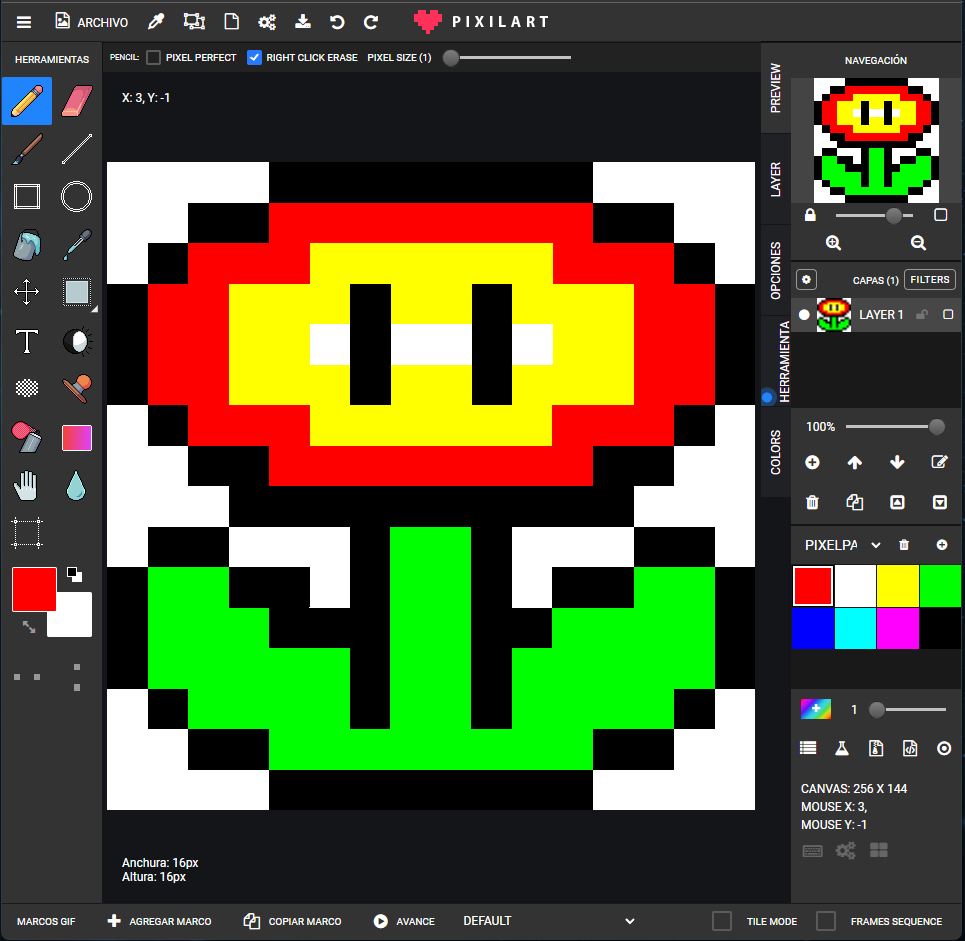 ARCHIVO
PIXILART
HERRAMIENTAS
PENCIL: PIXEL PERFECT RIGHT CLICK ERASE PIXEL SIZE (1)
X: 3, Y: -1
Anchura: 16px
Altura: 16px
PREVIEW
LAYER
OPCIONES
HERRAMIENTA
COLORS
NAVEGACIÓN
CAPAS (1) FILTERS
LAYER 1
100%
PIXELPA
1
CANVAS: 256 X 144
MOUSE X: 3,
MOUSE Y: -1
MARCOS GIF AGREGAR MARCO COPIAR MARCO AVANCE DEFAULT TILE MODE FRAMES SEQUENCE